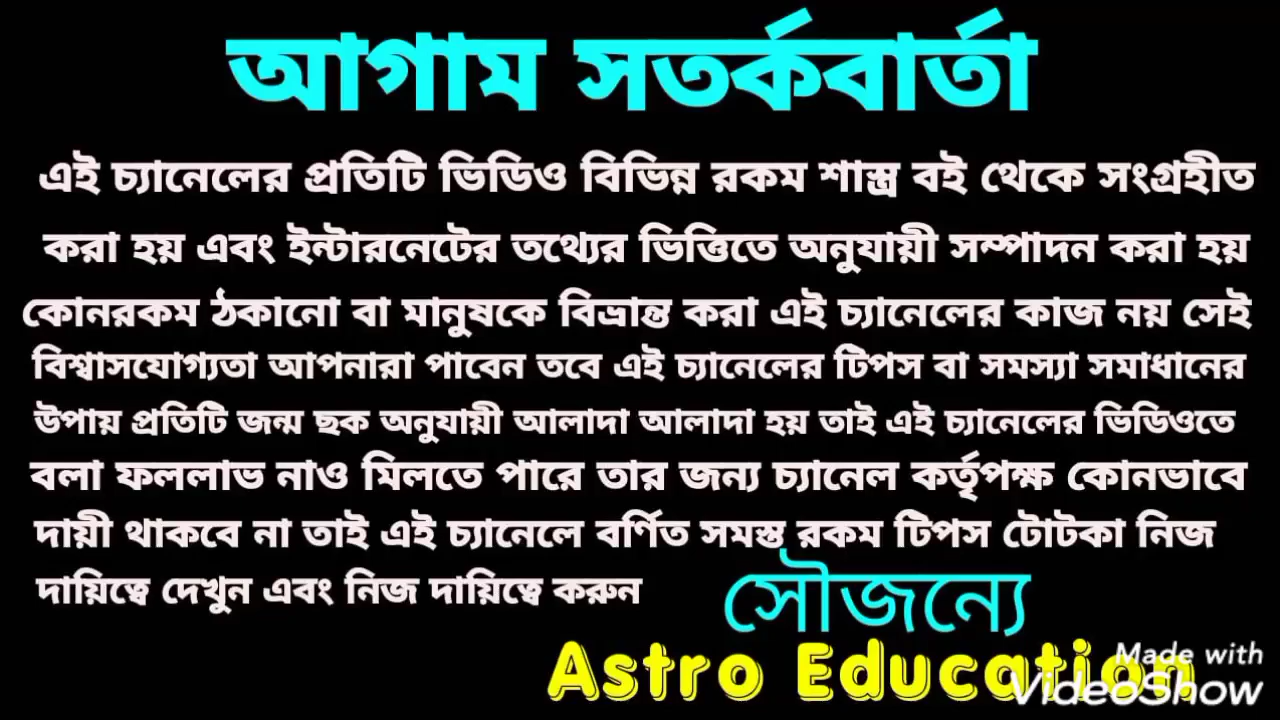 আগাম সতর্কবার্তা
এই চ্যানেলের প্রতিটি ভিডিও বিভিন্ন রকম শাস্ত্র বই থেকে সংগ্রহীত
করা হয় এবং ইন্টারনেটের তথ্যের ভিত্তিতে অনুযায়ী সম্পাদন করা হয়
কোনরকম ঠকানো বা মানুষকে বিভ্রান্ত করা এই চ্যানেলের কাজ নয় সেই
বিশ্বাসযোগ্যতা আপনারা পাবেন তবে এই চ্যানেলের টিপস বা সমস্যা সমাধানের
উপায় প্রতিটি জন্ম ছক অনুযায়ী আলাদা আলাদা হয় তাই এই চ্যানেলের ভিডিওতে
বলা ফললাভ নাও মিলতে পারে তার জন্য চ্যানেল কর্তৃপক্ষ কোনভাবে
দায়ী থাকবে না তাই এই চ্যানেলে বর্ণিত সমস্ত রকম টিপস টোটকা নিজ
দায়িত্বে দেখুন এবং নিজ দায়িত্বে করুন
সৌজন্যে
Astro Education
Made with
VideoShow